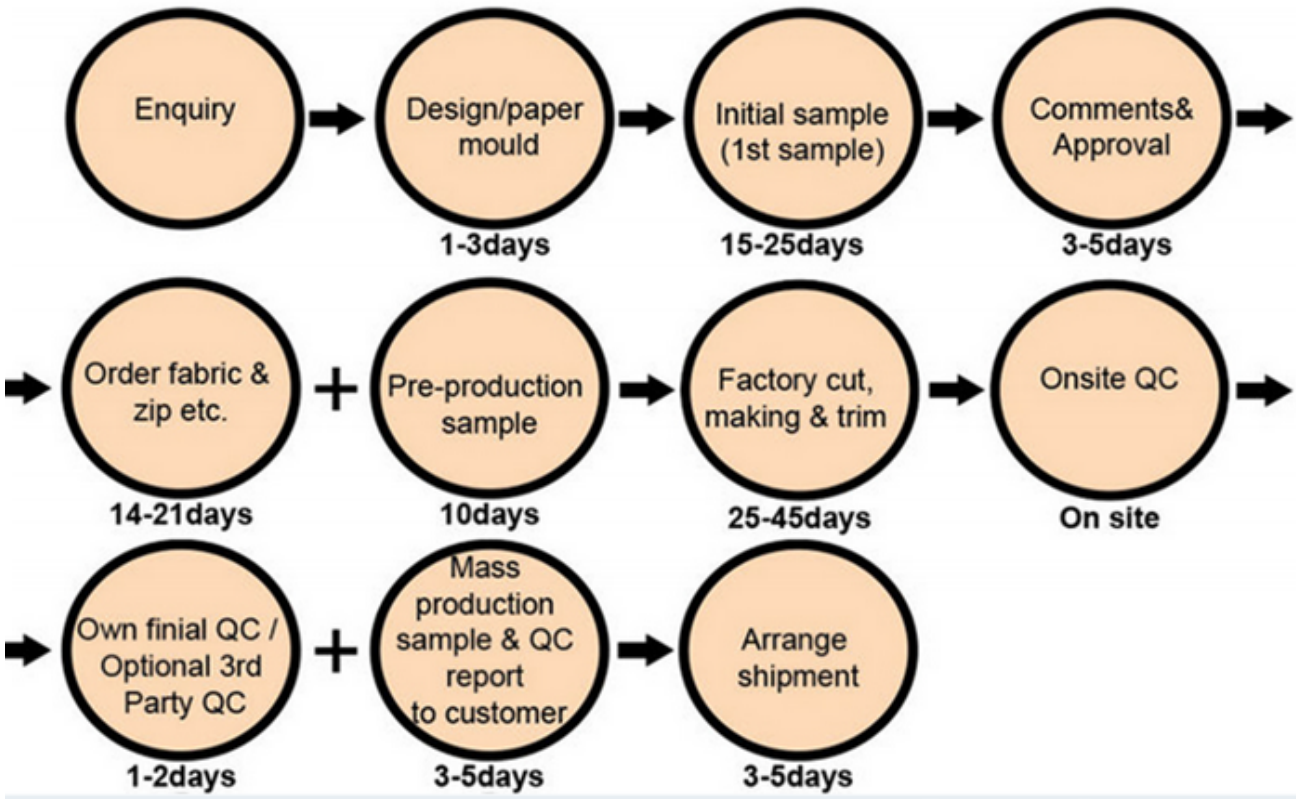 Enquiry
Design/paper
mould
1-3days
Initial sample
(1st sample)
15-25days
Comments&
Approval
3-5days
Order fabric &
zip etc.
14-21days
+
Pre-production
sample
10days
Factory cut,
making & trim
25-45days
Onsite QC
On site
Own finial QC /
Optional 3rd
Party QC
1-2days
+
Mass
production
sample & QC
report
to customer
3-5days
Arrange
shipment
3-5days